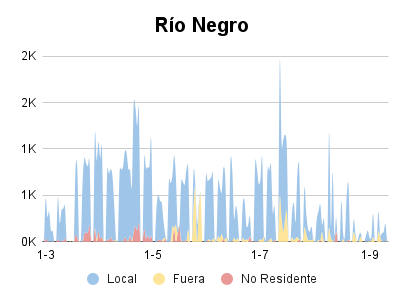 Río Negro
2K
2K
1K
1K
0K
1-3 1-5 1-7 1-9
Local Fuera No Residente